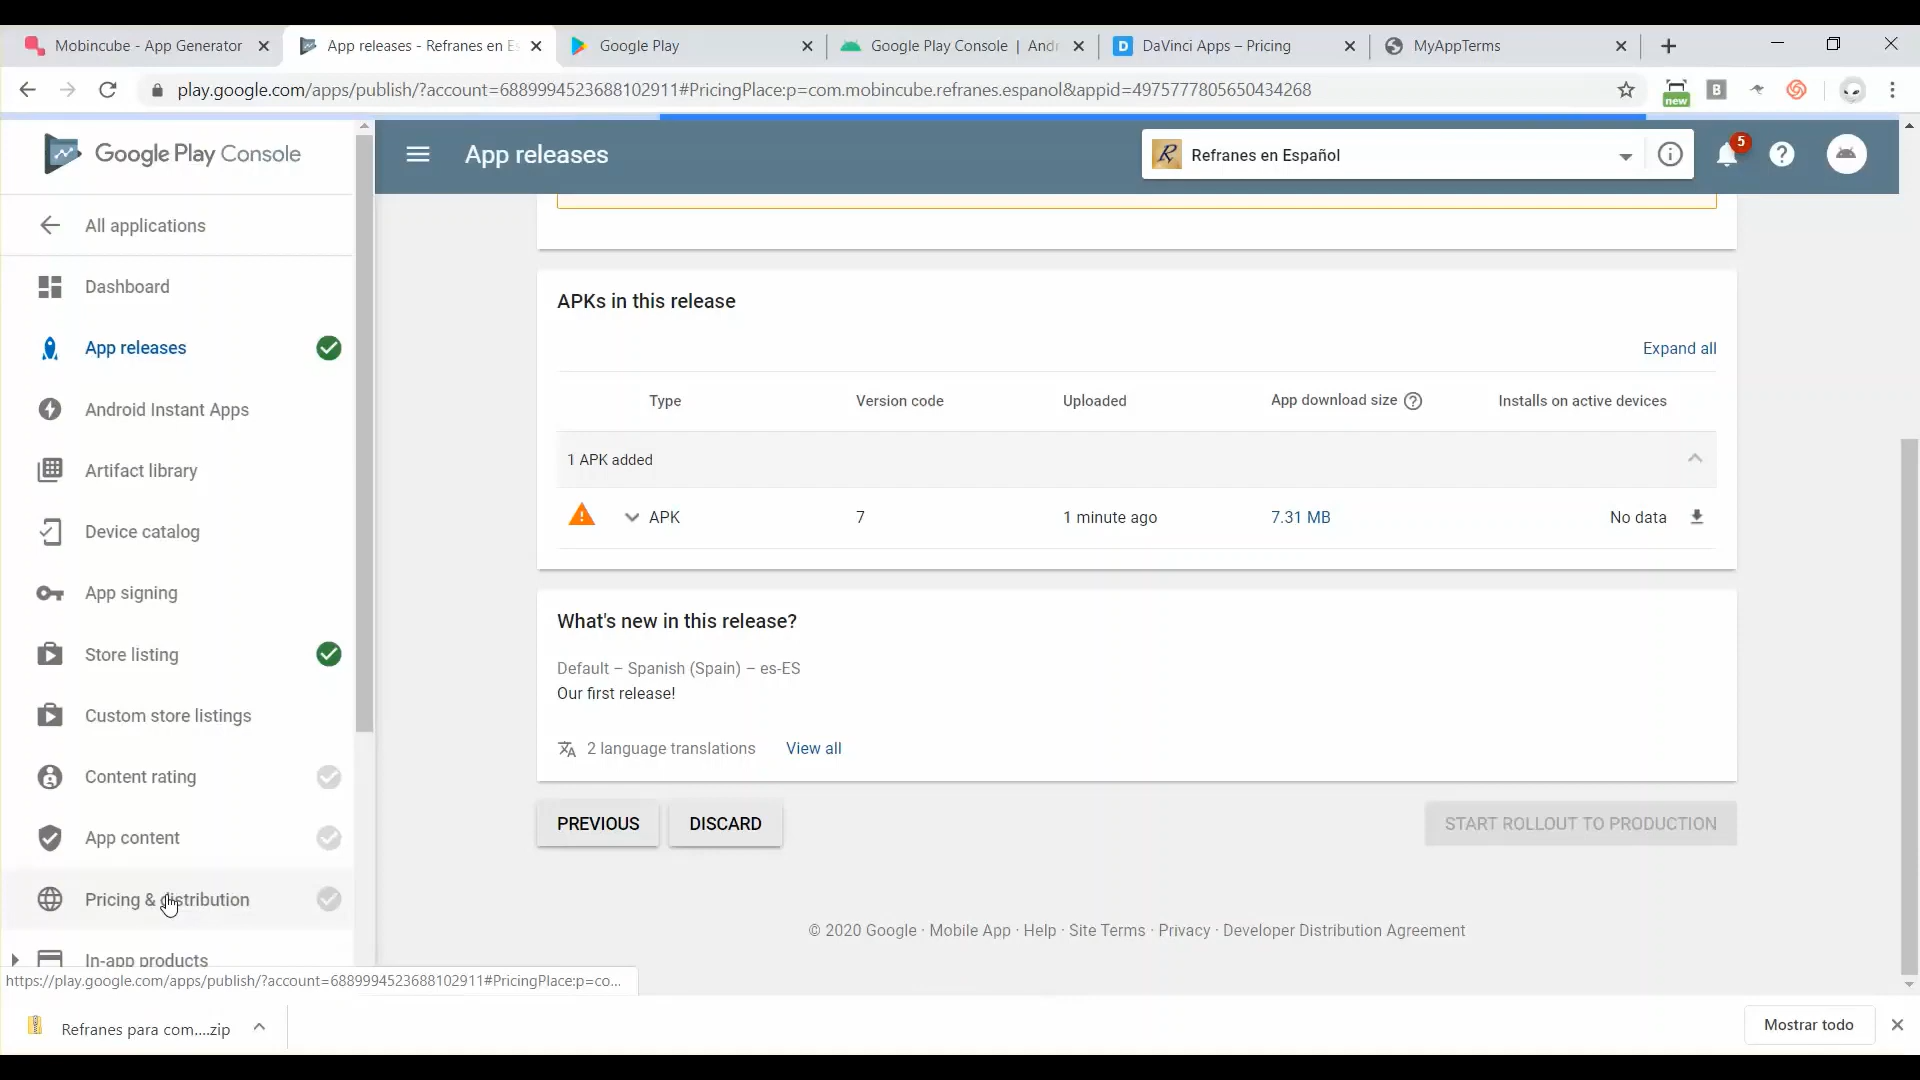 Mobincube - App Generator
App releases - Refranes en Es
Google Play
Google Play Console | Andr
DaVinci Apps – Pricing
MyAppTerms
play.google.com/apps/publish/?account=6889994523688102911#PricingPlace:p=com.mobincube.refranes.espanol&appid=4975777805650434268
new
B
Google Play Console
App releases
Refranes en Español
5
All applications
Dashboard
App releases
Android Instant Apps
Artifact library
Device catalog
App signing
Store listing
Custom store listings
Content rating
App content
Pricing & distribution
In-app products
APKs in this release
Expand all
Type Version code Uploaded App download size Installs on active devices
1 APK added
APK 7 1 minute ago 7.31 MB No data
What's new in this release?
Default – Spanish (Spain) – es-ES
Our first release!
2 language translations View all
PREVIOUS DISCARD START ROLLOUT TO PRODUCTION
© 2020 Google · Mobile App · Help · Site Terms · Privacy · Developer Distribution Agreement
https://play.google.com/apps/publish/?account=6889994523688102911#PricingPlace:p=co...
Refranes para com....zip
Mostrar todo